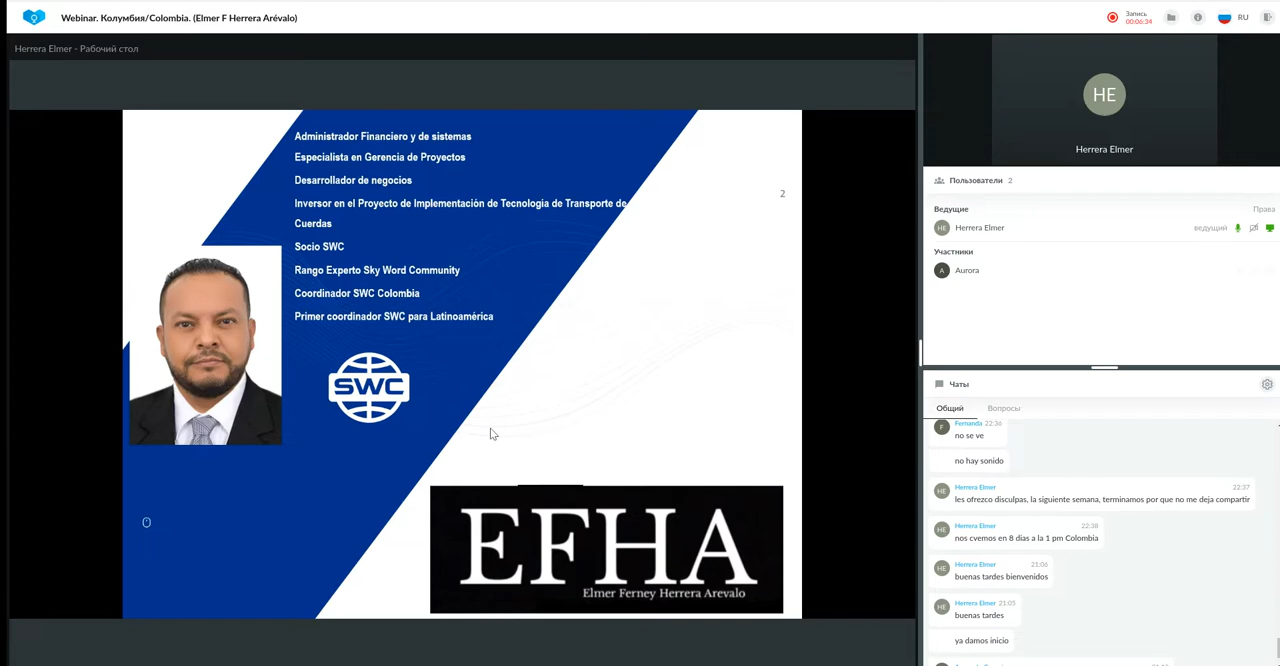 Webinar. Колумбия/Colombia. (Elmer F Herrera Arévalo)
Запись
00:06:34
RU
Herrera Elmer - Рабочий стол
Administrador Financiero y de sistemas
Especialista en Gerencia de Proyectos
Desarrollador de negocios
Inversor en el Proyecto de Implementación de Tecnologia de Transporte de
Cuerdas
Socio SWC
Rango Experto Sky Word Community
Coordinador SWC Colombia
Primer coordinador SWC para Latinoamérica
2
SWC
EFHA
Elmer Ferney Herrera Arevalo
HE
Herrera Elmer
Пользователи 2
Ведущие
Права
HE
Herrera Elmer
ведущий
Участники
A
Aurora
Чаты
Общий
Вопросы
F
Fernanda 22:36
no se ve
no hay sonido
HE
Herrera Elmer
22:37
les ofrezco disculpas, la siguiente semana, terminamos por que no me deja compartir
HE
Herrera Elmer
22:38
nos cvemos en 8 dias a la 1 pm Colombia
HE
Herrera Elmer
21:06
buenas tardes bienvenidos
HE
Herrera Elmer 21:05
buenas tardes
ya damos inicio